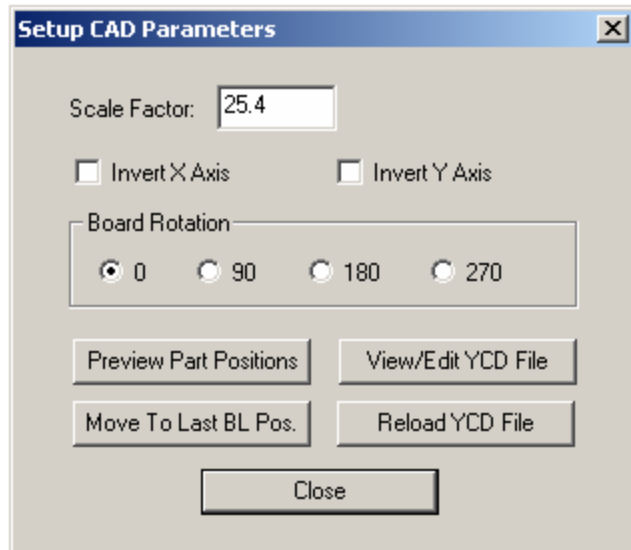 Setup CAD Parameters
Scale Factor: 25.4
Invert X Axis Invert Y Axis
Board Rotation
0 90 180 270
Preview Part Positions View/Edit YCD File
Move To Last BL Pos. Reload YCD File
Close